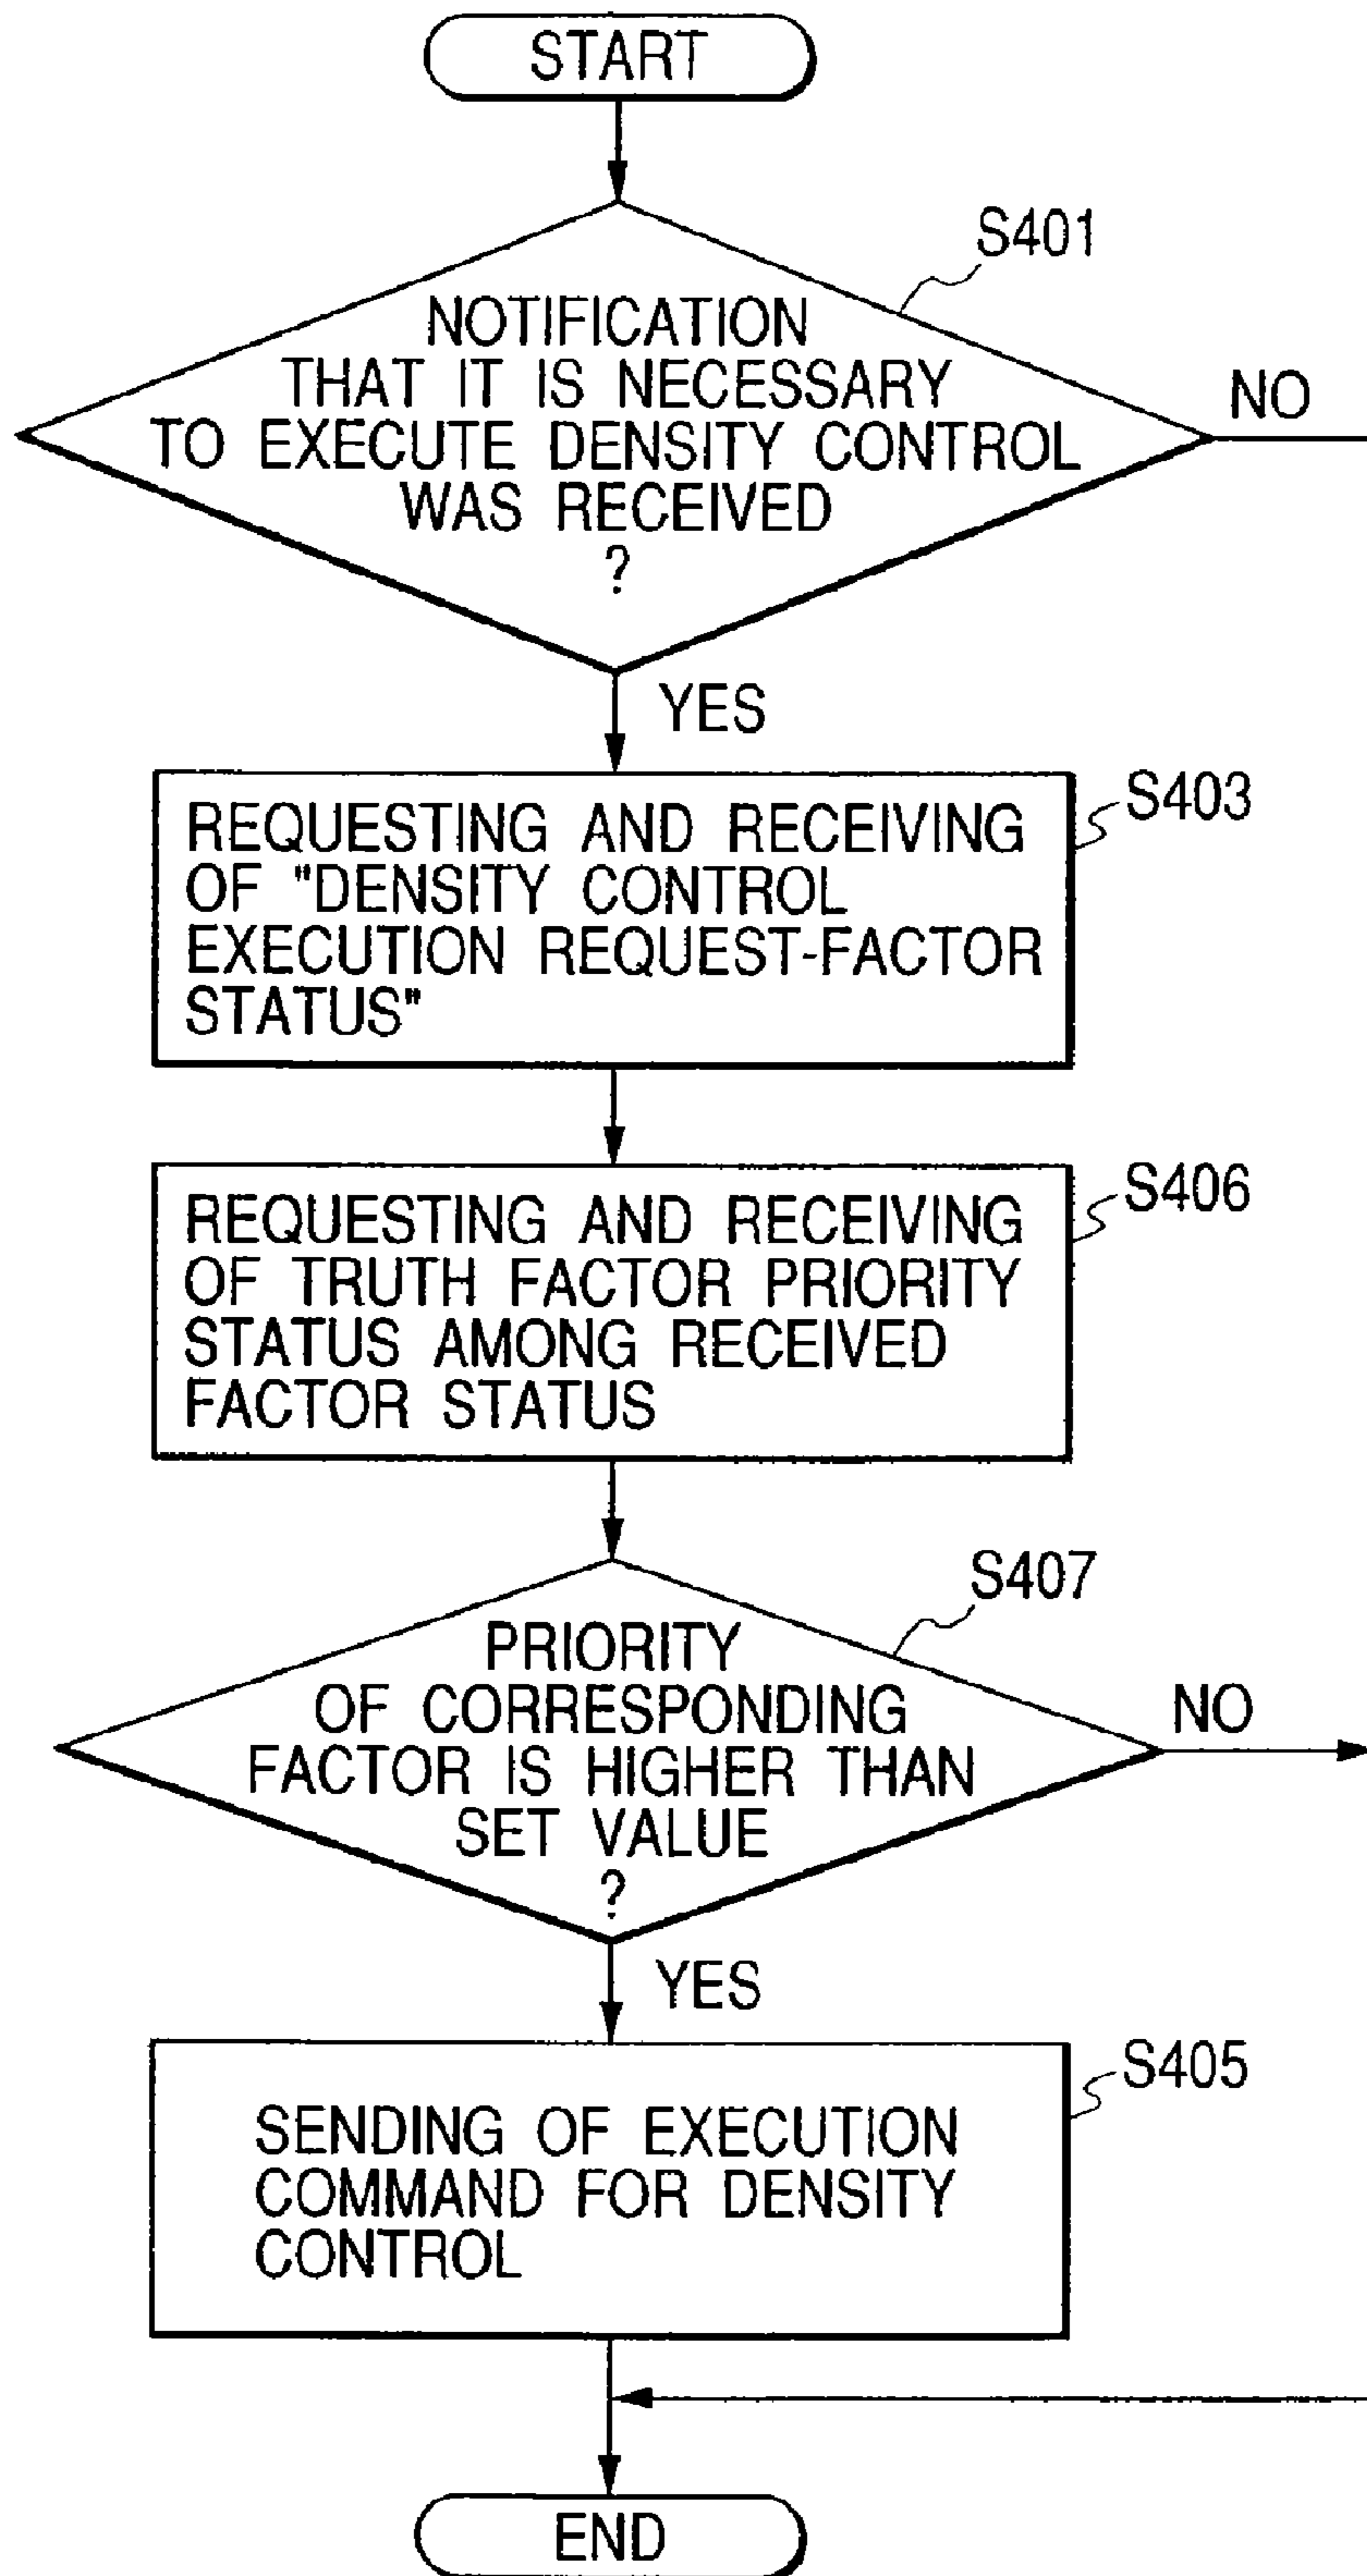 START
S401
NOTIFICATION
THAT IT IS NECESSARY
TO EXECUTE DENSITY CONTROL
WAS RECEIVED
?
NO
YES
S403
REQUESTING AND RECEIVING
OF "DENSITY CONTROL
EXECUTION REQUEST-FACTOR
STATUS"
S406
REQUESTING AND RECEIVING
OF TRUTH FACTOR PRIORITY
STATUS AMONG RECEIVED
FACTOR STATUS
S407
PRIORITY
OF CORRESPONDING
FACTOR IS HIGHER THAN
SET VALUE
?
NO
YES
S405
SENDING OF EXECUTION
COMMAND FOR DENSITY
CONTROL
END